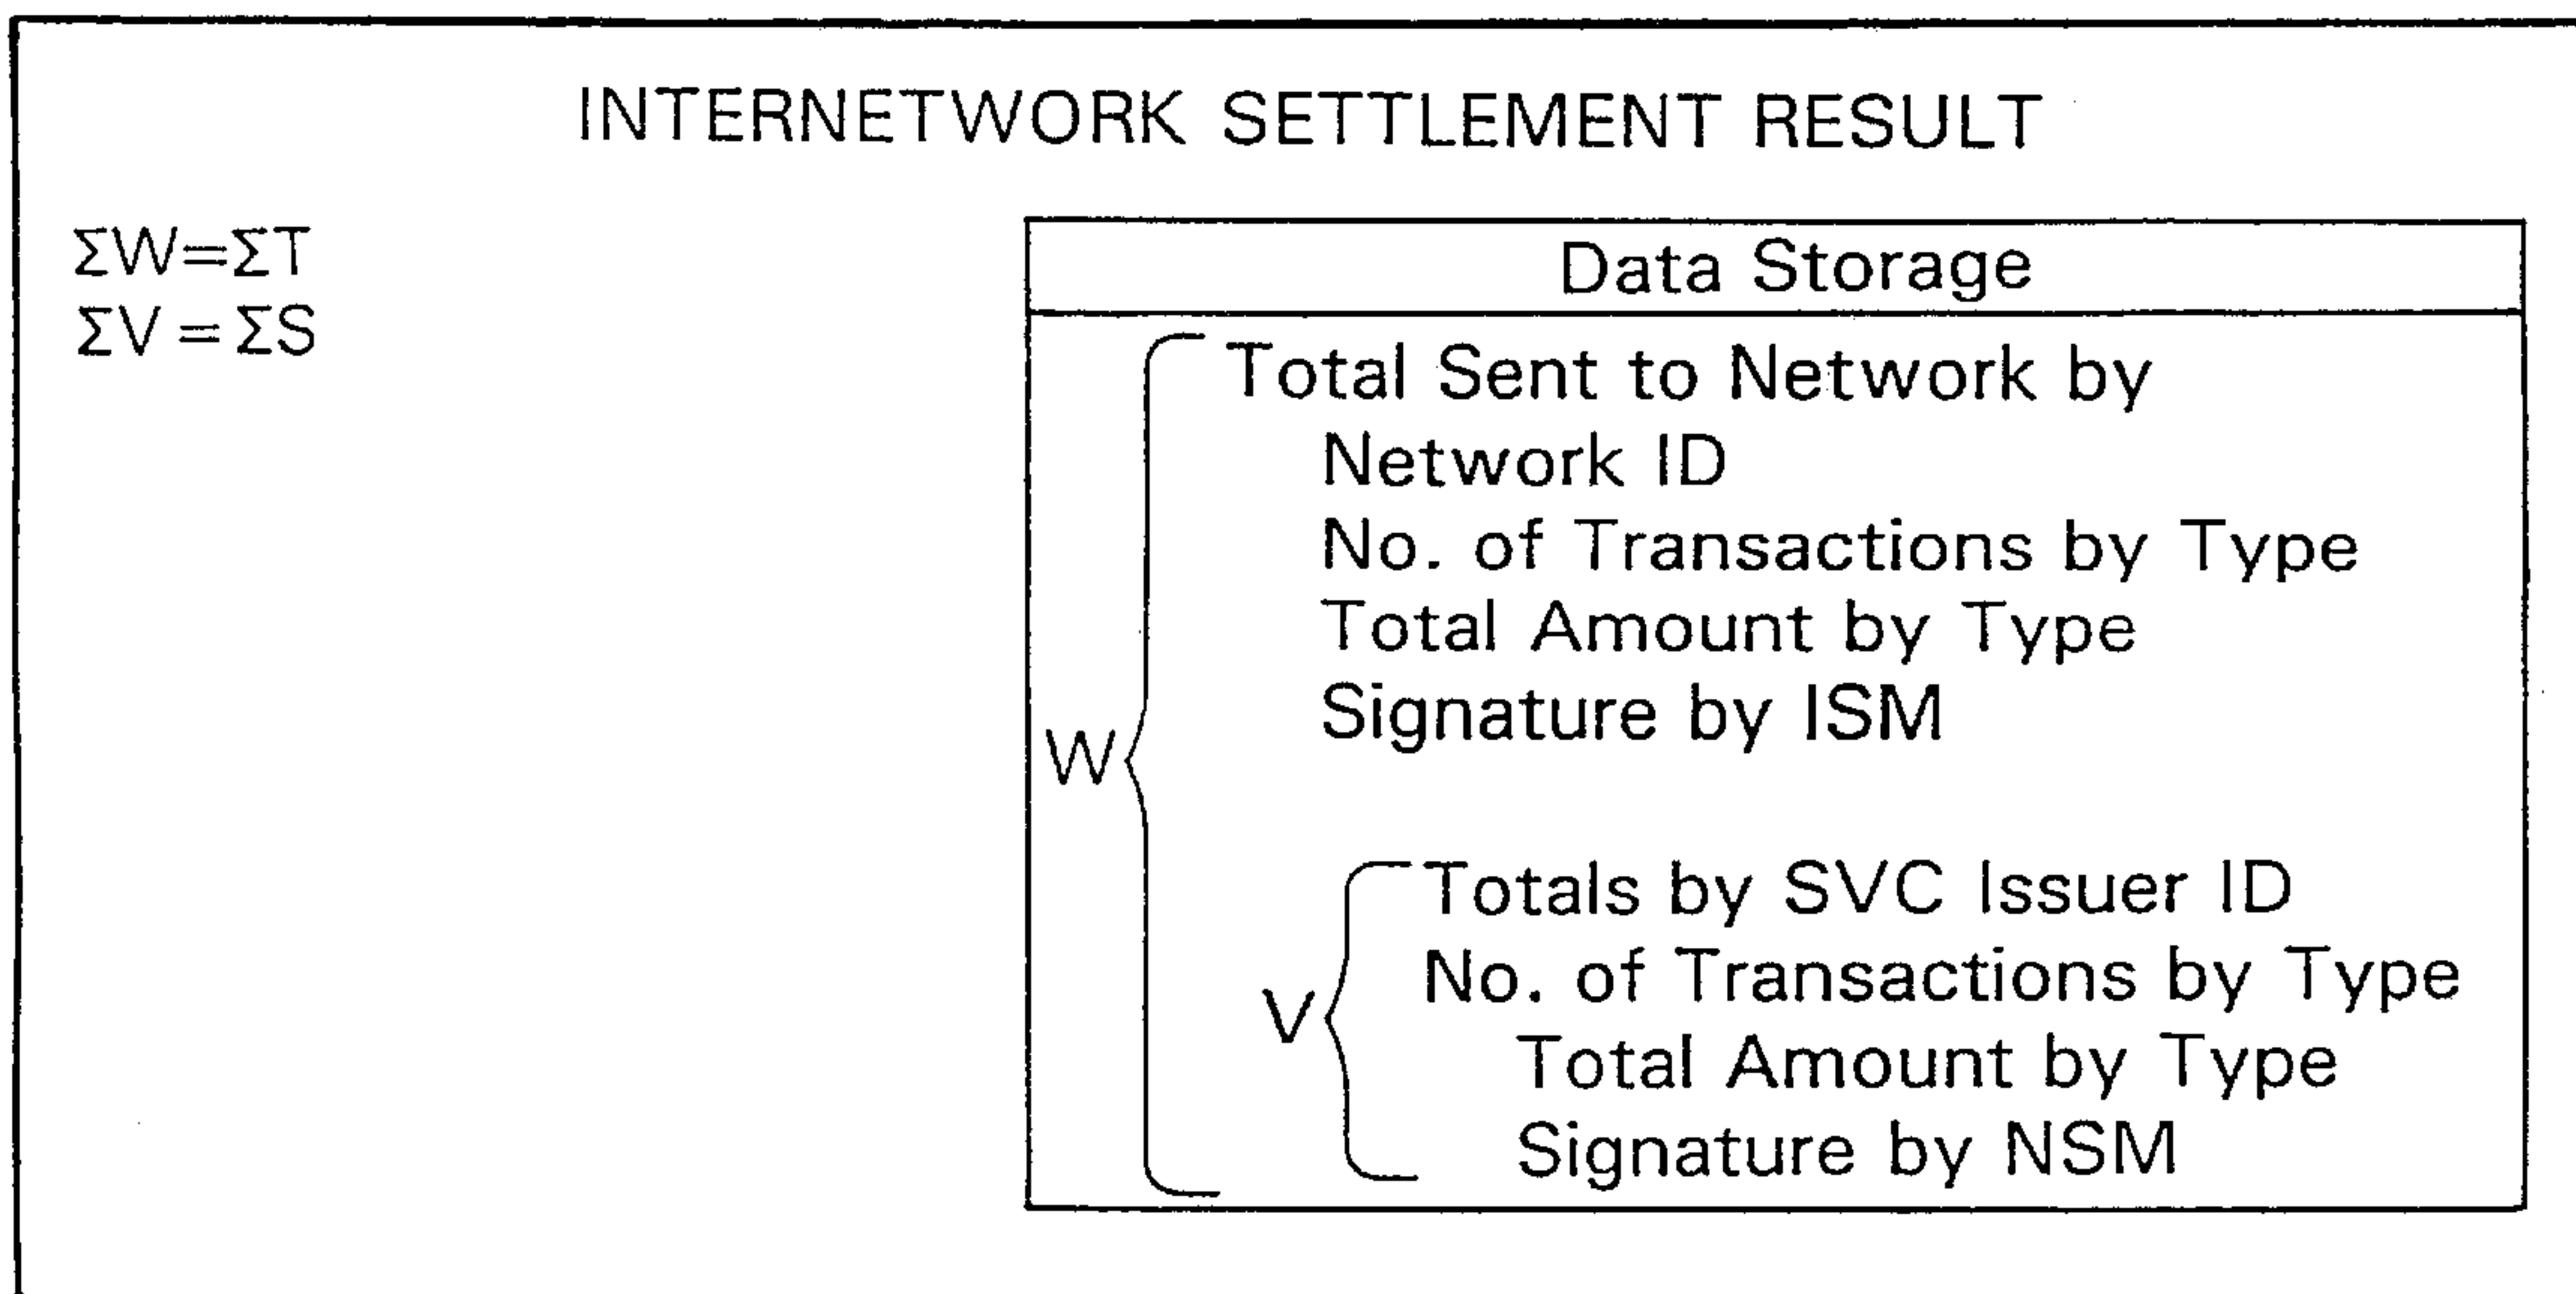 INTERNETWORK SETTLEMENT RESULT
ΣW=ΣT
ΣV=ΣS
Data Storage
Total Sent to Network by
Network ID
No. of Transactions by Type
Total Amount by Type
Signature by ISM
W
Totals by SVC Issuer ID
No. of Transactions by Type
V
Total Amount by Type
Signature by NSM